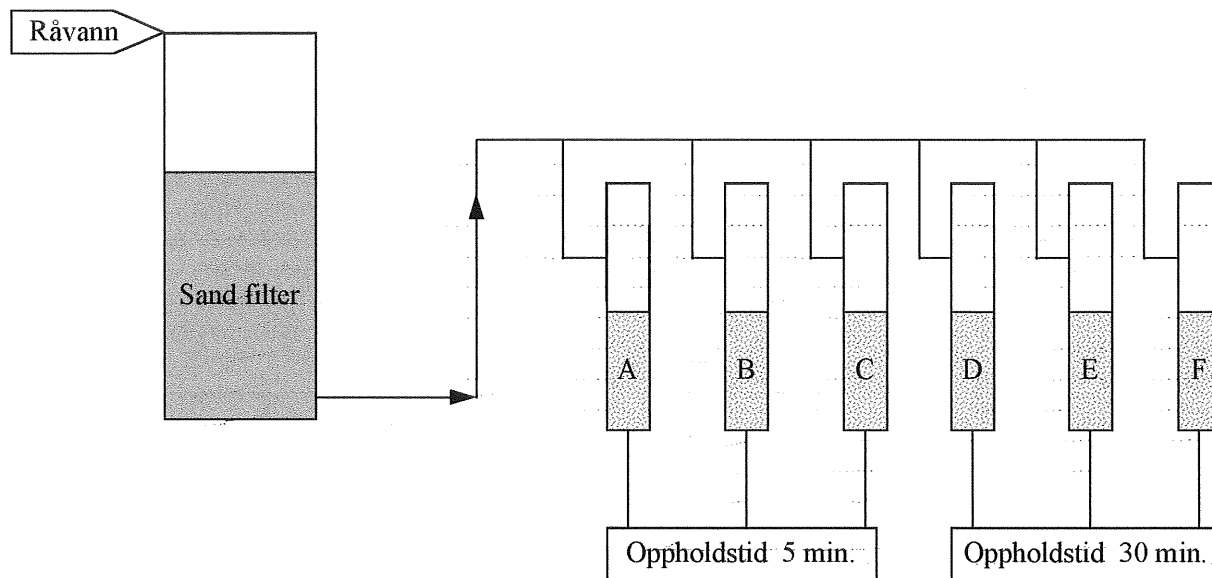 Råvann
Sand filter
A B C D E F
Oppholdstid 5 min.
Oppholdstid 30 min.